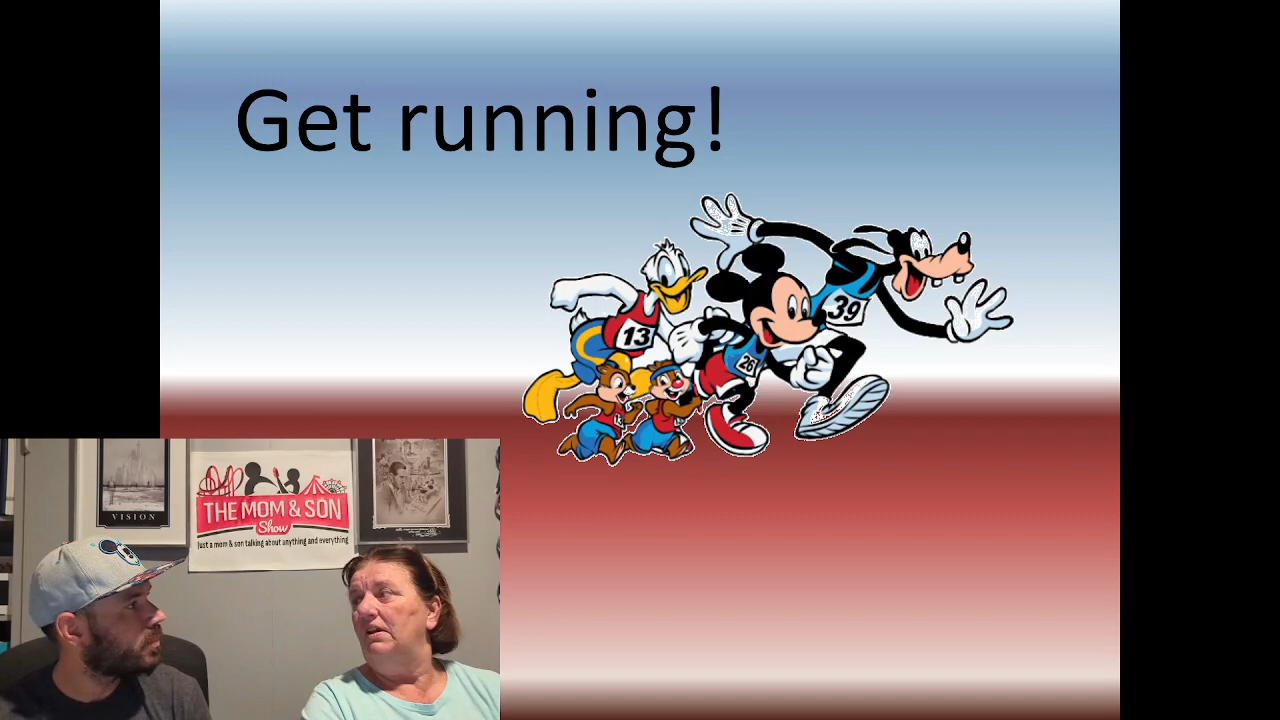 Get running!
39
13
26
VISION
THE MOM & SON
Show
Just a mom & son talking about anything and everything